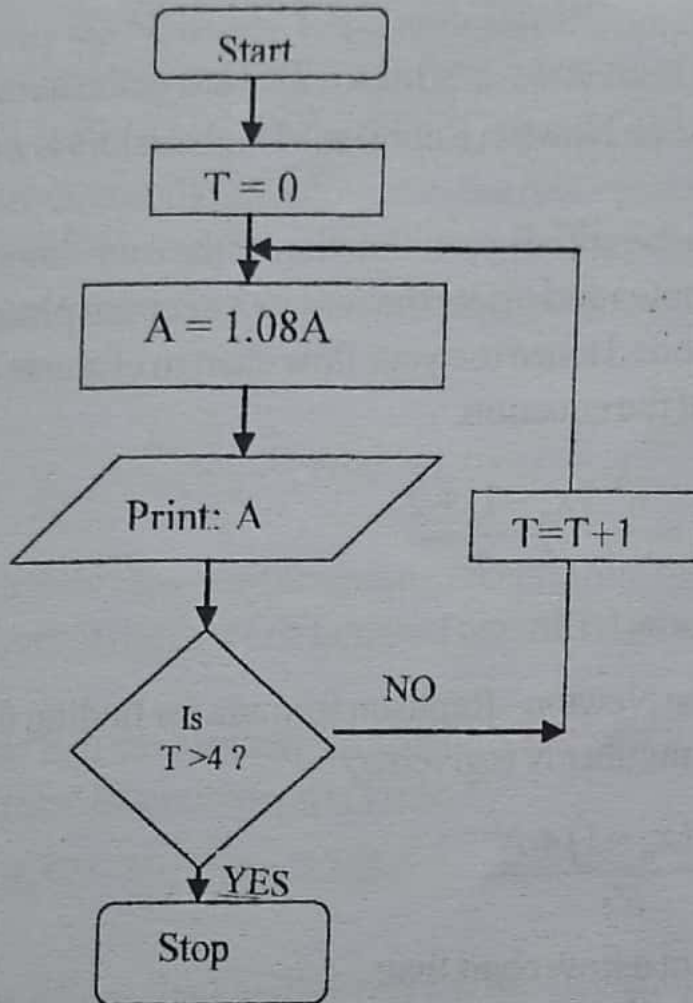 Start
T = 0
A = 1.08A
Print: A
T=T+1
NO
Is
T >4 ?
YES
Stop